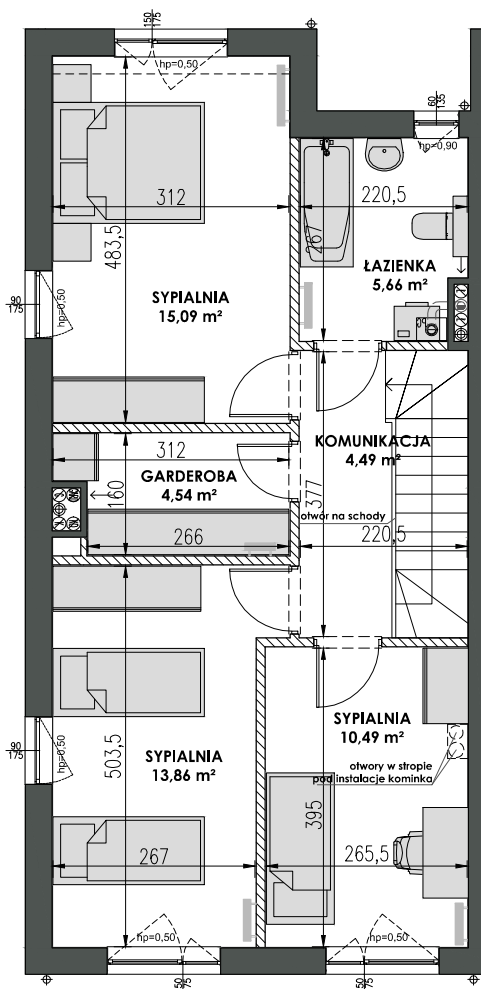 150
175
hp=0,50
60
135
hp=0,90
312
220,5
483,5
267
ŁAZIENKA
5,66 m²
SYPIALNIA
15,09 m²
90
175
hp=0,50
KOMUNIKACJA
4,49 m²
312
GARDEROBA
4,54 m²
160
377
otwór na schody
266
220,5
SYPIALNIA
10,49 m²
90
175
hp=0,50
503,5
SYPIALNIA
13,86 m²
otwory w stropie
pod instalację kominka
395
267
265,5
hp=0,50
hp=0,50
150
175
150
175